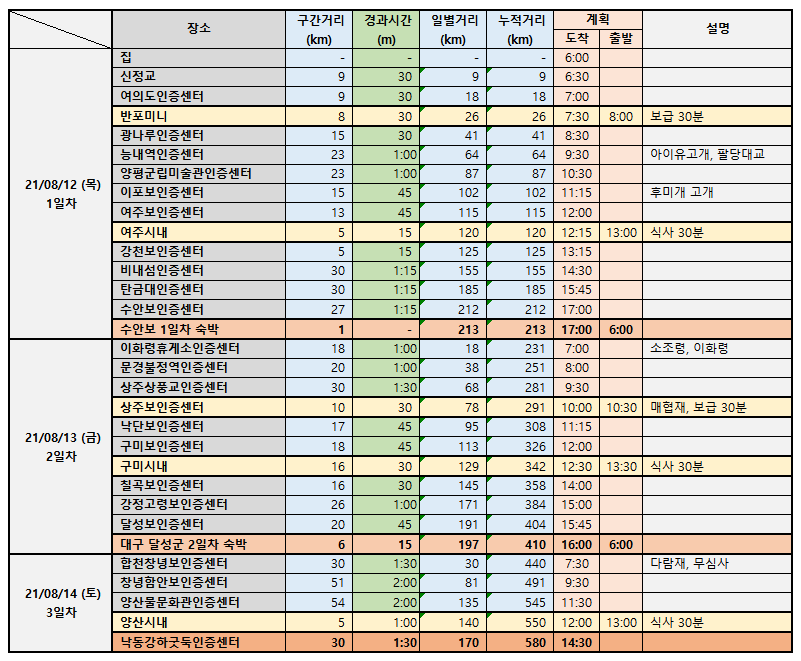 장소 구간거리 (km) 경과시간 (m) 일별거리 (km) 누적거리 (km) 계획 설명
도착 출발
21/08/12 (목) 1일차
집 - - - - 6:00
신정교 9 30 9 9 6:30
여의도인증센터 9 30 18 18 7:00
반포미니 8 30 26 26 7:30 8:00 보급 30분
광나루인증센터 15 30 41 41 8:30
능내역인증센터 23 1:00 64 64 9:30 아이유고개, 팔당대교
양평군립미술관인증센터 23 1:00 87 87 10:30
이포보인증센터 15 45 102 102 11:15 후미개 고개
여주보인증센터 13 45 115 115 12:00
여주시내 5 15 120 120 12:15 13:00 식사 30분
강천보인증센터 5 15 125 125 13:15
비내섬인증센터 30 1:15 155 155 14:30
탄금대인증센터 30 1:15 185 185 15:45
수안보인증센터 27 1:15 212 212 17:00
수안보 1일차 숙박 1 - 213 213 17:00 6:00
21/08/13 (금) 2일차
이화령휴게소인증센터 18 1:00 18 231 7:00 소조령, 이화령
문경불정역인증센터 20 1:00 38 251 8:00
상주상풍교인증센터 30 1:30 68 281 9:30
상주보인증센터 10 30 78 291 10:00 10:30 매협재, 보급 30분
낙단보인증센터 17 45 95 308 11:15
구미보인증센터 18 45 113 326 12:00
구미시내 16 30 129 342 12:30 13:30 식사 30분
칠곡보인증센터 16 30 145 358 14:00
강정고령보인증센터 26 1:00 171 384 15:00
달성보인증센터 20 45 191 404 15:45
대구 달성군 2일차 숙박 6 15 197 410 16:00 6:00
21/08/14 (토) 3일차
합천창녕보인증센터 30 1:30 30 440 7:30 다람재, 무심사
창녕함안보인증센터 51 2:00 81 491 9:30
양산물문화관인증센터 54 2:00 135 545 11:30
양산시내 5 1:00 140 550 12:00 13:00 식사 30분
낙동강하굿둑인증센터 30 1:30 170 580 14:30